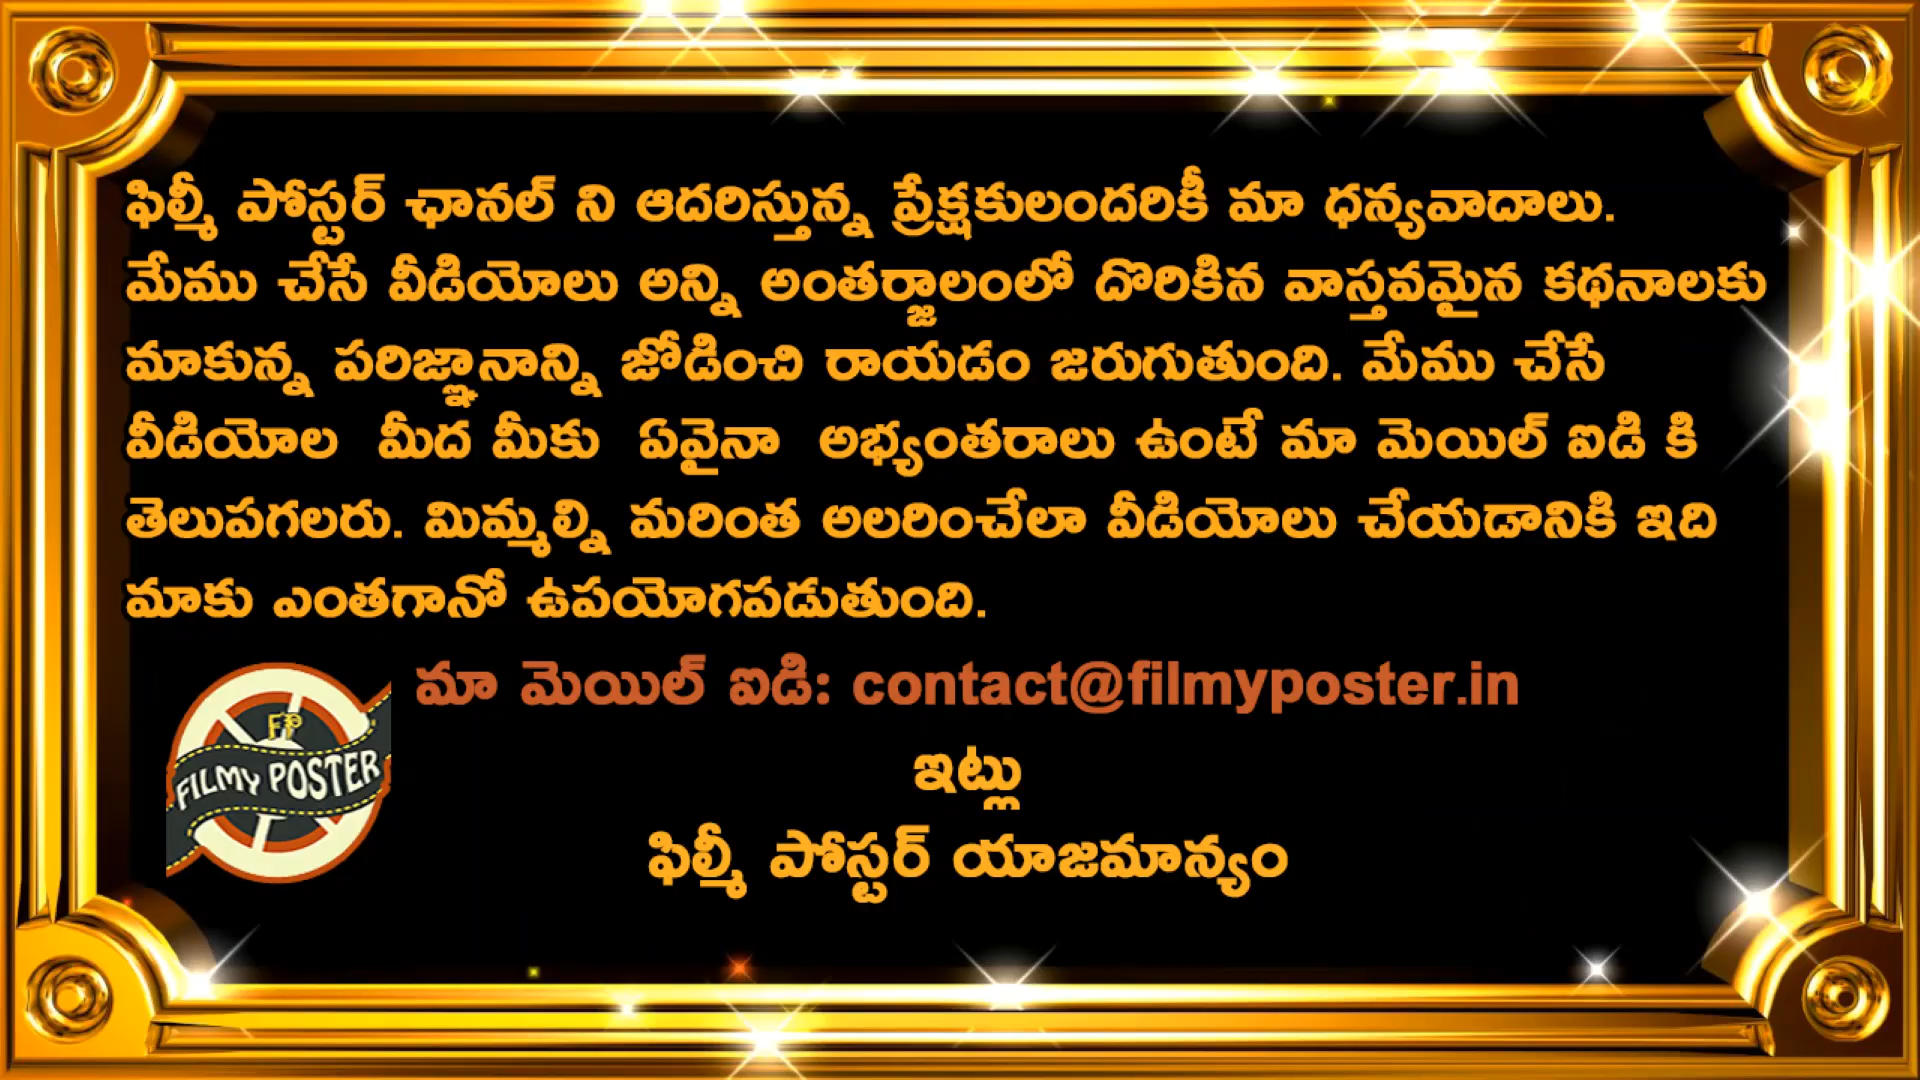 ఫిల్మీ పోస్టర్ ఛానల్ ని ఆదరిస్తున్న ప్రేక్షకులందరికీ మా ధన్యవాదాలు.
మేము చేసే వీడియోలు అన్ని అంతర్జాలంలో దొరికిన వాస్తవమైన కథనాలకు
మాకున్న పరిజ్ఞానాన్ని జోడించి రాయడం జరుగుతుంది. మేము చేసే
వీడియోల మీద మీకు ఏవైనా అభ్యంతరాలు ఉంటే మా మెయిల్ ఐడి కి
తెలుపగలరు. మిమ్మల్ని మరింత అలరించేలా వీడియోలు చేయడానికి ఇది
మాకు ఎంతగానో ఉపయోగపడుతుంది.
మా మెయిల్ ఐడి: contact@filmyposter.in
FP
FILMY POSTER
ఇట్లు
ఫిల్మీ పోస్టర్ యాజమాన్యం